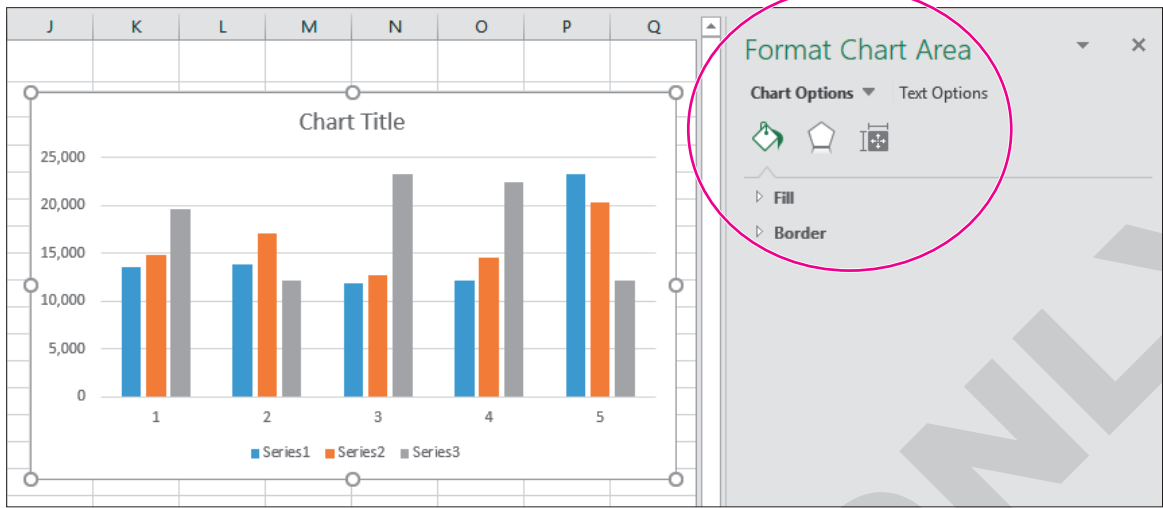 J K L M N O P Q
Chart Title
25,000
20,000
15,000
10,000
5,000
0
1 2 3 4 5
Series1 Series2 Series3
Format Chart Area
Chart Options Text Options
Fill
Border
ONLY